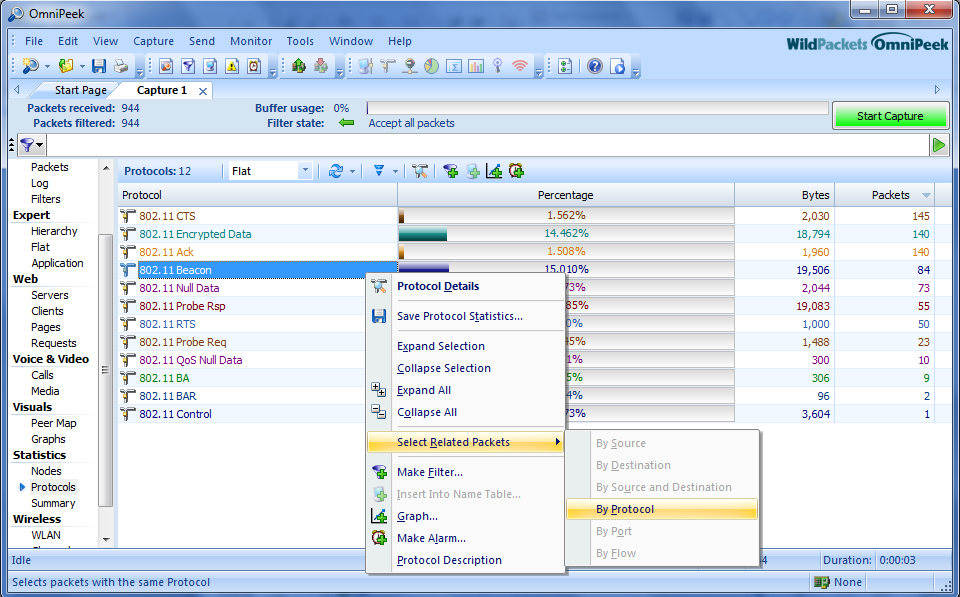 OmniPeek
File Edit View Capture Send Monitor Tools Window Help
WildPackets OmniPeek
Start Page Capture 1
Packets received: 944 Buffer usage: 0%
Packets filtered: 944 Filter state: Accept all packets
Start Capture
Packets
Log
Filters
Expert
Hierarchy
Flat
Application
Web
Servers
Clients
Pages
Requests
Voice & Video
Calls
Media
Visuals
Peer Map
Graphs
Statistics
Nodes
Protocols
Summary
Wireless
WLAN
Protocols: 12 Flat
Protocol Percentage Bytes Packets
802.11 CTS 1.562% 2,030 145
802.11 Encrypted Data 14.462% 18,794 140
802.11 Ack 1.508% 1,960 140
802.11 Beacon 15.010% 19,506 84
802.11 Null Data 73% 2,044 73
802.11 Probe Rsp 85% 19,083 55
802.11 RTS 0% 1,000 50
802.11 Probe Req 45% 1,488 23
802.11 QoS Null Data 1% 300 10
802.11 BA 5% 306 9
802.11 BAR 4% 96 2
802.11 Control 73% 3,604 1
Protocol Details
Save Protocol Statistics...
Expand Selection
Collapse Selection
Expand All
Collapse All
Select Related Packets
Make Filter...
Insert Into Name Table...
Graph...
Make Alarm...
Protocol Description
By Source
By Destination
By Source and Destination
By Protocol
By Port
By Flow
Idle 4 Duration: 0:00:03
Selects packets with the same Protocol None